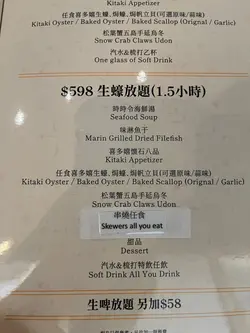 Kitaki Appetizer
任食喜多嬉生蠔、焗蠔、焗帆立貝(可選原味/蒜味)
Kitaki Oyster / Baked Oyster / Baked Scallop (Orignal / Garlic)
松葉蟹五島手延烏冬
Snow Crab Claws Udon
汽水&梳打乙杯
One glass of Soft Drink
$598 生蠔放題(1.5小時)
時時令海鮮湯
Seafood Soup
味淋魚干
Marin Grilled Dried Filefish
喜多嬉懷石八品
Kitaki Appetizer
任食喜多嬉生蠔、焗蠔、焗帆立貝(可選原味/蒜味)
Kitaki Oyster / Baked Oyster / Baked Scallop (Orignal / Garlic)
松葉蟹五島手延烏冬
Snow Crab Claws Udon
串燒任食
Skewers all you eat
甜品
Dessert
汽水&梳打特飲任飲
Soft Drink All You Drink
生啤放題 另加$58